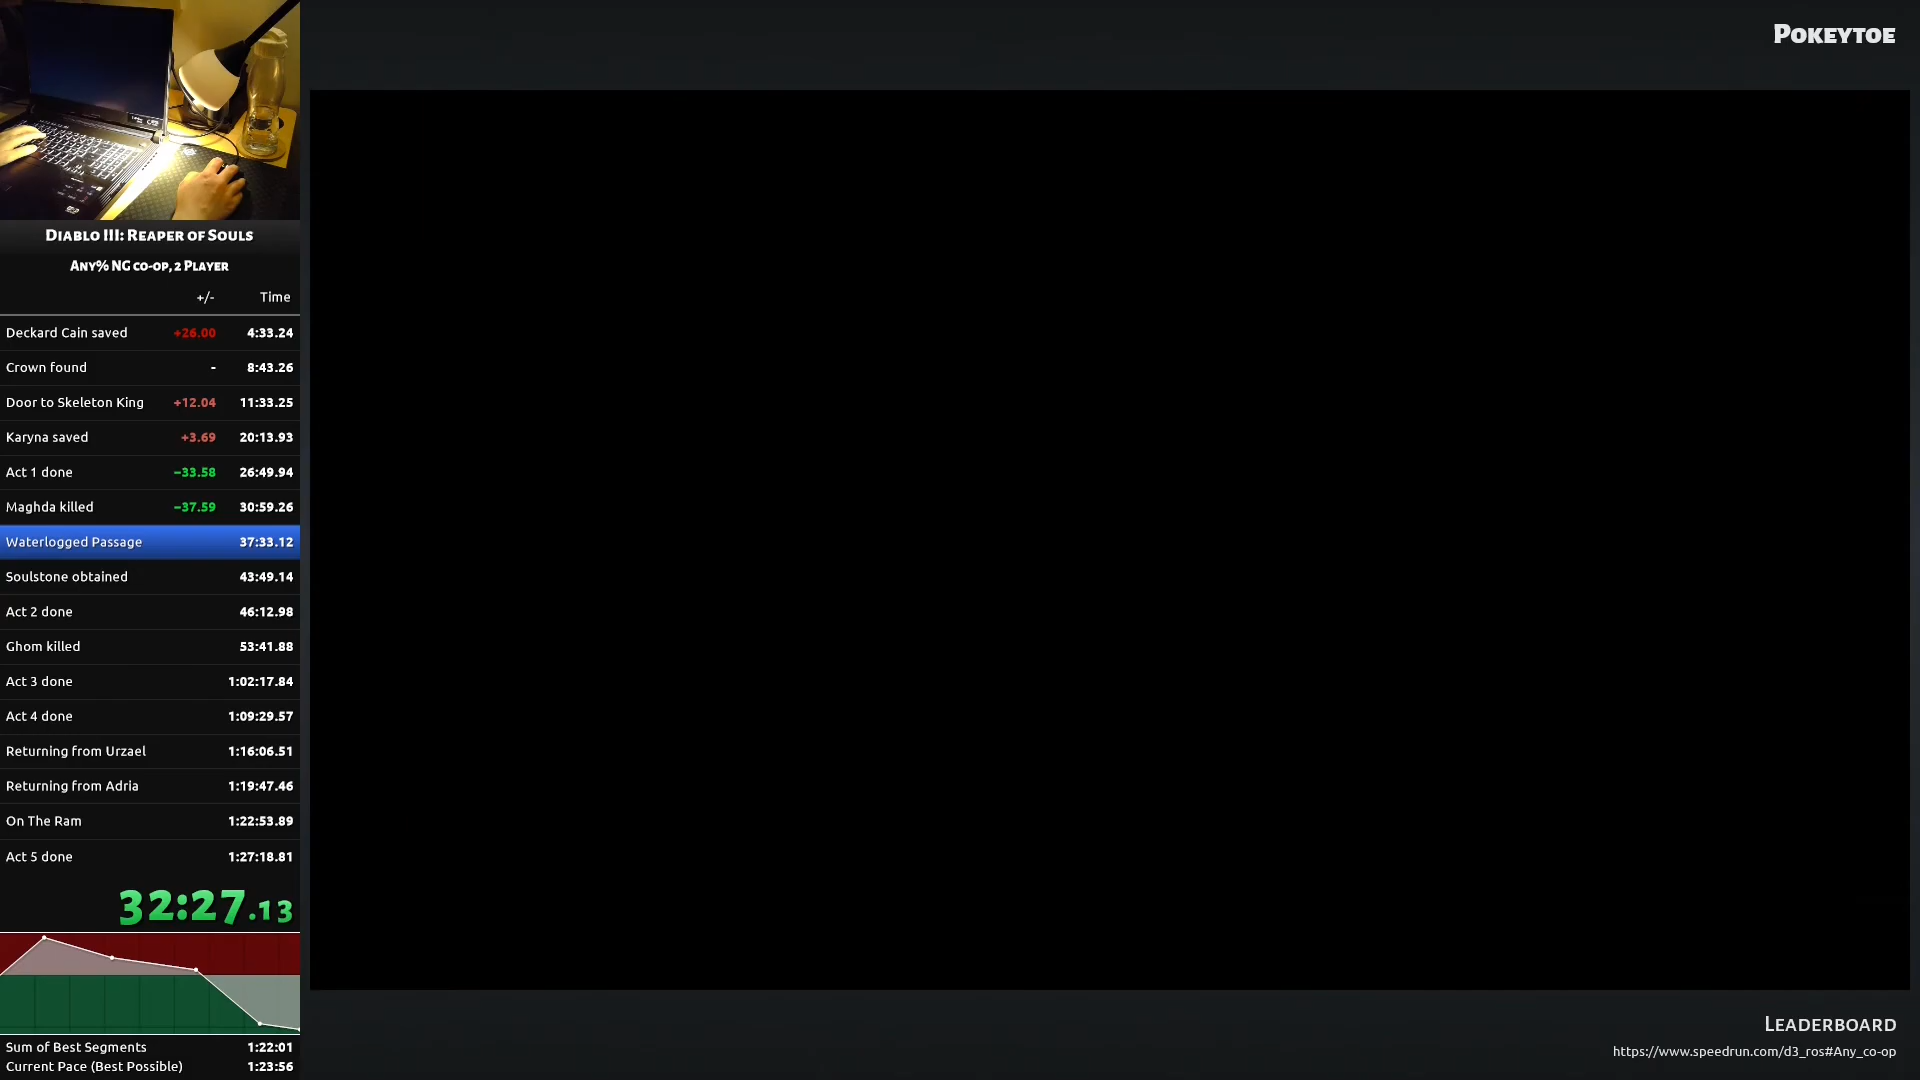 Pokeytoe
Diablo III: Reaper of Souls
Any% NG co-op, 2 Player
+/- Time
Deckard Cain saved +26.00 4:33.24
Crown found - 8:43.26
Door to Skeleton King +12.04 11:33.25
Karyna saved +3.69 20:13.93
Act 1 done −33.58 26:49.94
Maghda killed −37.59 30:59.26
Waterlogged Passage 37:33.12
Soulstone obtained 43:49.14
Act 2 done 46:12.98
Ghom killed 53:41.88
Act 3 done 1:02:17.84
Act 4 done 1:09:29.57
Returning from Urzael 1:16:06.51
Returning from Adria 1:19:47.46
On The Ram 1:22:53.89
Act 5 done 1:27:18.81
32:27.13
Sum of Best Segments 1:22:01
Current Pace (Best Possible) 1:23:56
Leaderboard
https://www.speedrun.com/d3_ros#Any_co-op